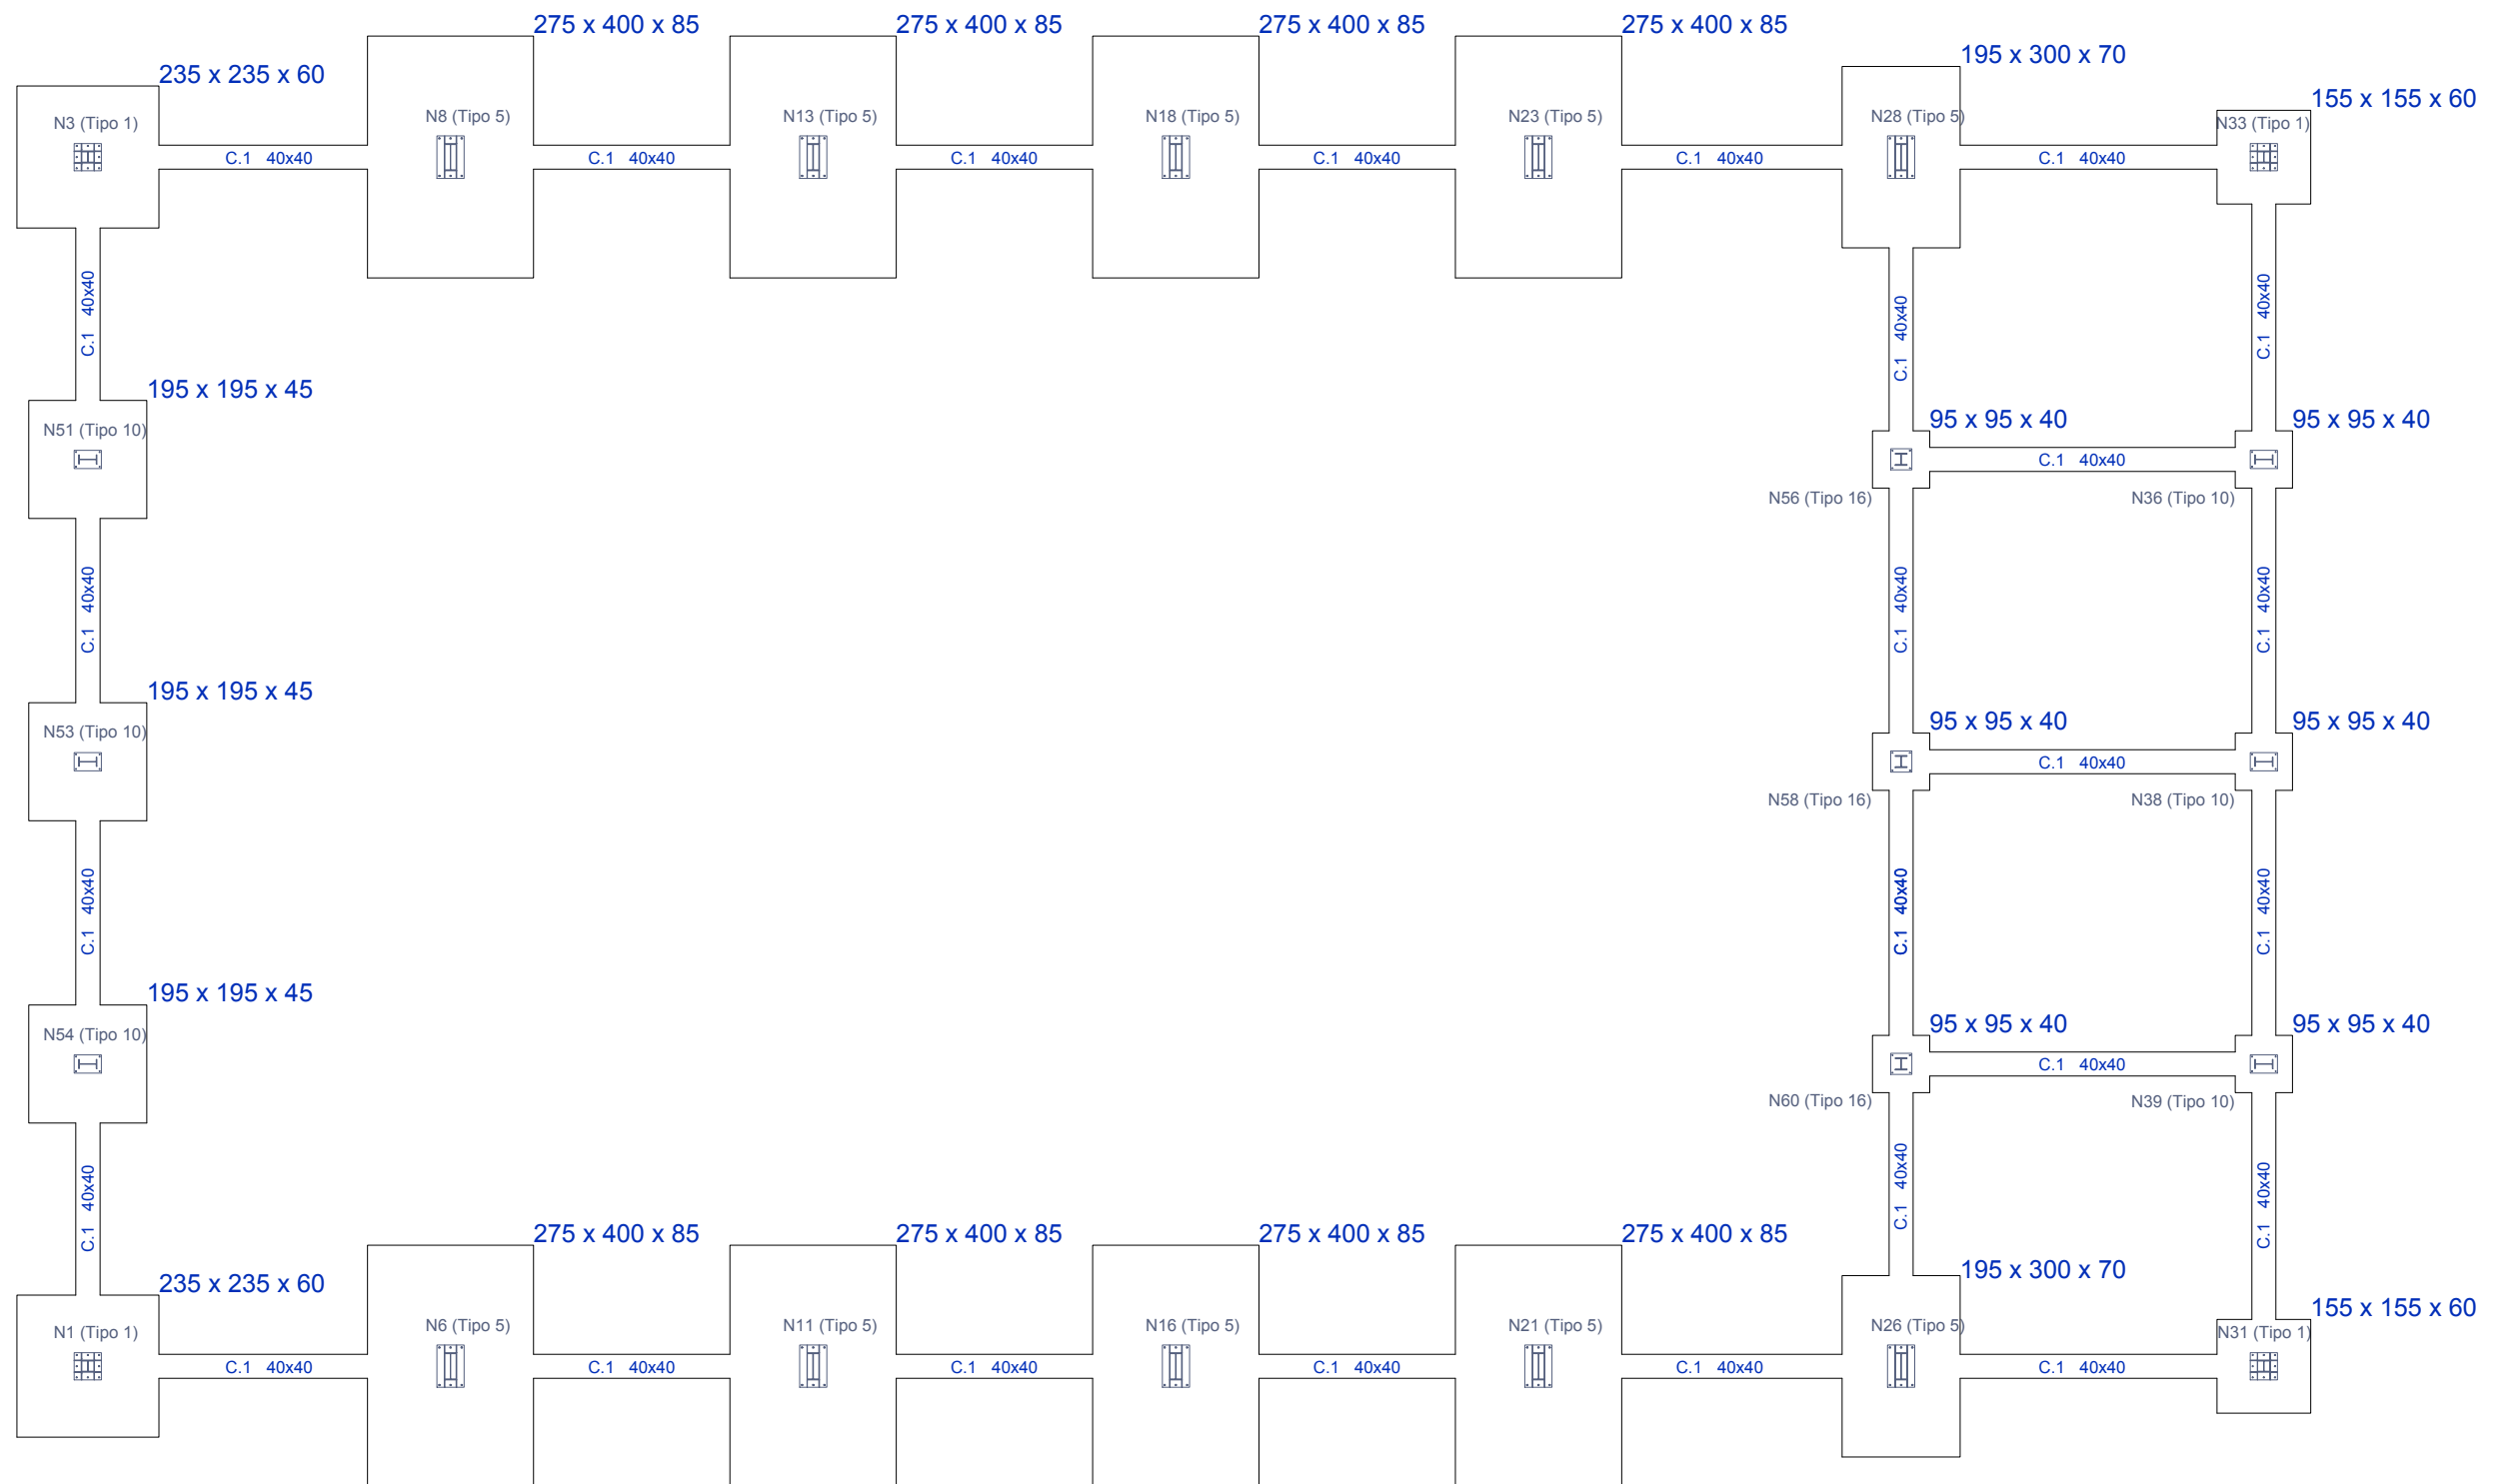 275 x 400 x 85
275 x 400 x 85
275 x 400 x 85
275 x 400 x 85
195 x 300 x 70
235 x 235 x 60
155 x 155 x 60
N3 (Tipo 1)
N8 (Tipo 5)
N13 (Tipo 5)
N18 (Tipo 5)
N23 (Tipo 5)
N28 (Tipo 5)
N33 (Tipo 1)
C.1 40x40
C.1 40x40
C.1 40x40
C.1 40x40
C.1 40x40
C.1 40x40
C.1 40x40
C.1 40x40
C.1 40x40
195 x 195 x 45
95 x 95 x 40
95 x 95 x 40
N51 (Tipo 10)
C.1 40x40
N56 (Tipo 16)
N36 (Tipo 10)
C.1 40x40
C.1 40x40
C.1 40x40
195 x 195 x 45
95 x 95 x 40
95 x 95 x 40
N53 (Tipo 10)
C.1 40x40
N58 (Tipo 16)
N38 (Tipo 10)
C.1 40x40
C.1 40x40
C.1 40x40
195 x 195 x 45
95 x 95 x 40
95 x 95 x 40
N54 (Tipo 10)
C.1 40x40
N60 (Tipo 16)
N39 (Tipo 10)
C.1 40x40
C.1 40x40
C.1 40x40
275 x 400 x 85
275 x 400 x 85
275 x 400 x 85
275 x 400 x 85
195 x 300 x 70
235 x 235 x 60
155 x 155 x 60
N1 (Tipo 1)
N6 (Tipo 5)
N11 (Tipo 5)
N16 (Tipo 5)
N21 (Tipo 5)
N26 (Tipo 5)
N31 (Tipo 1)
C.1 40x40
C.1 40x40
C.1 40x40
C.1 40x40
C.1 40x40
C.1 40x40